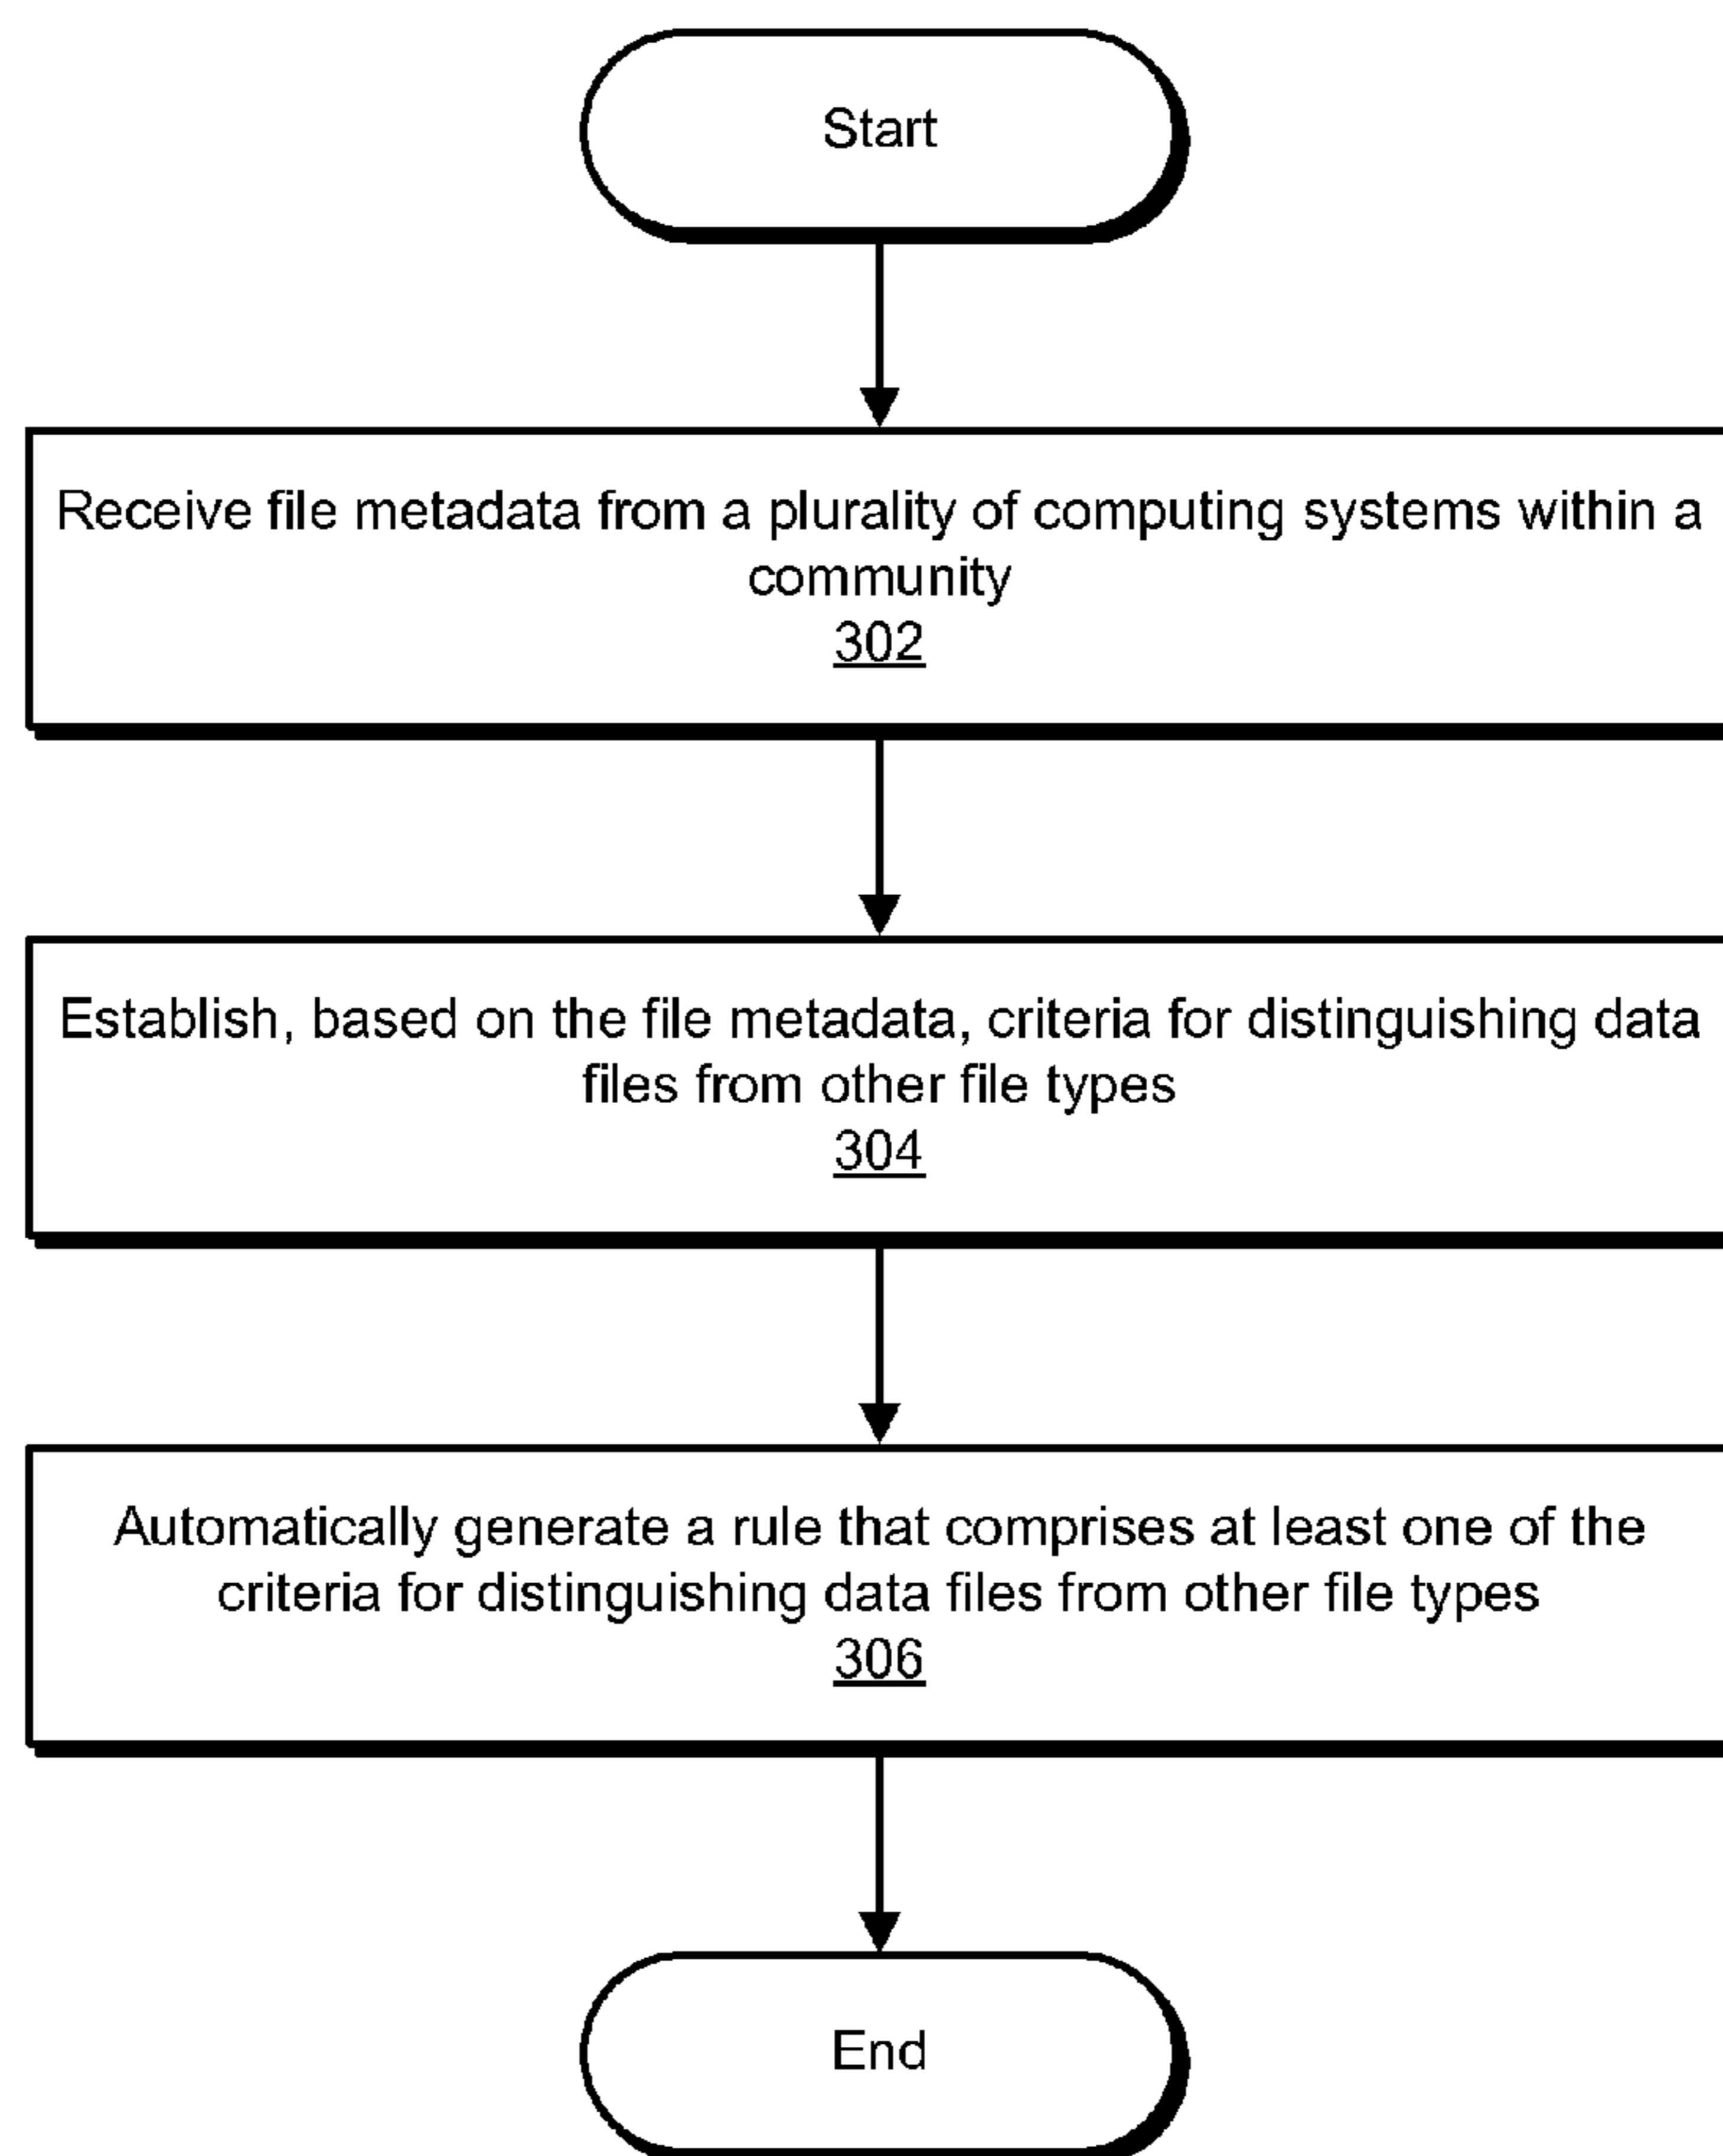 Start
Receive file metadata from a plurality of computing systems within a
community
302
Establish, based on the file metadata, criteria for distinguishing data
files from other file types
304
Automatically generate a rule that comprises at least one of the
criteria for distinguishing data files from other file types
306
End